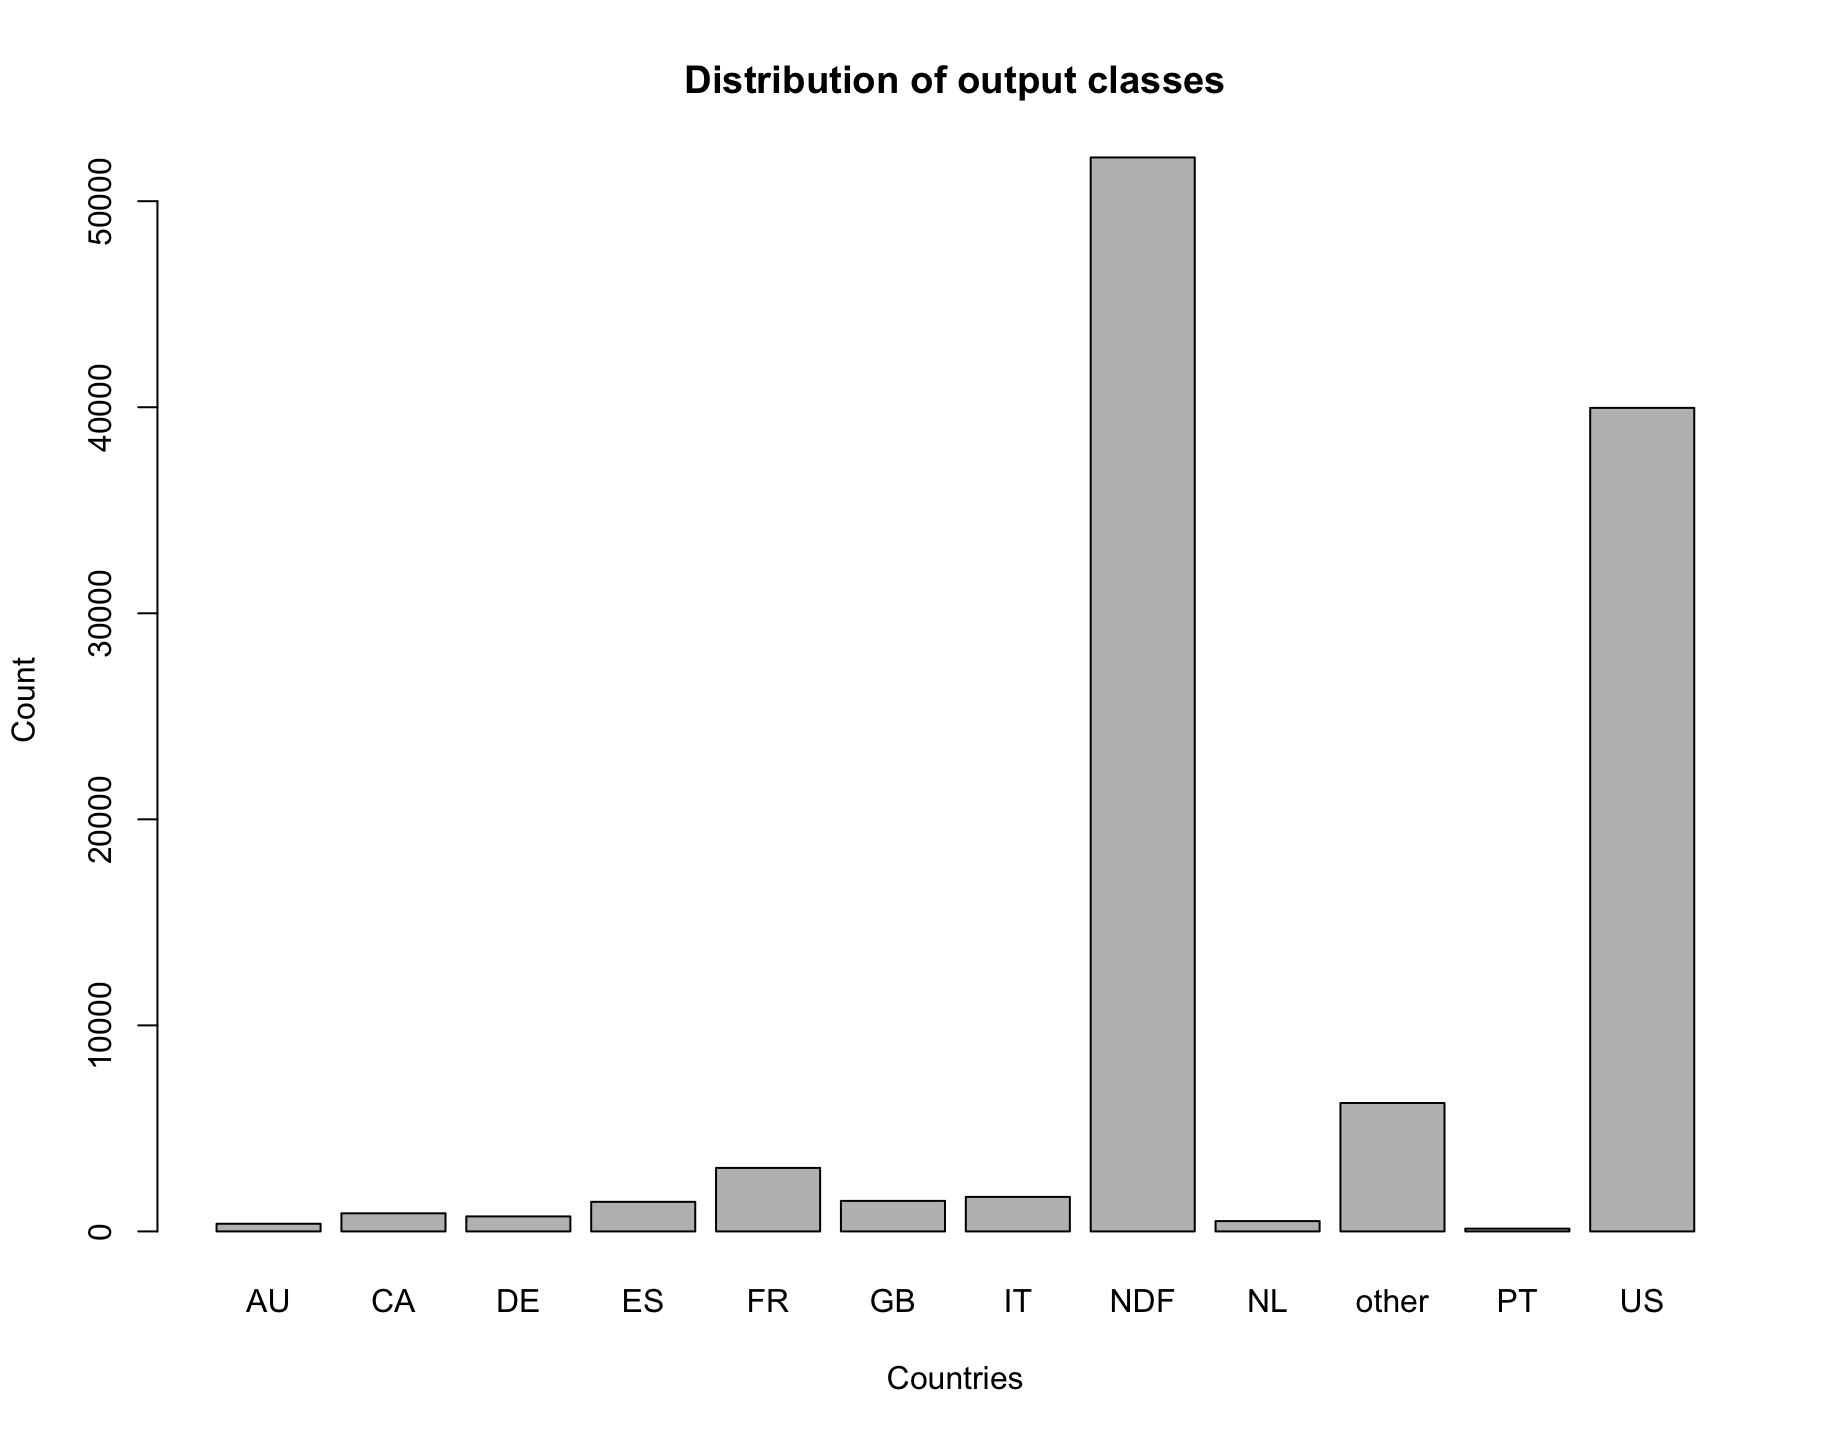 Distribution of output classes
Count
50000
40000
30000
20000
10000
0
AU CA DE ES FR GB IT NDF NL other PT US
Countries